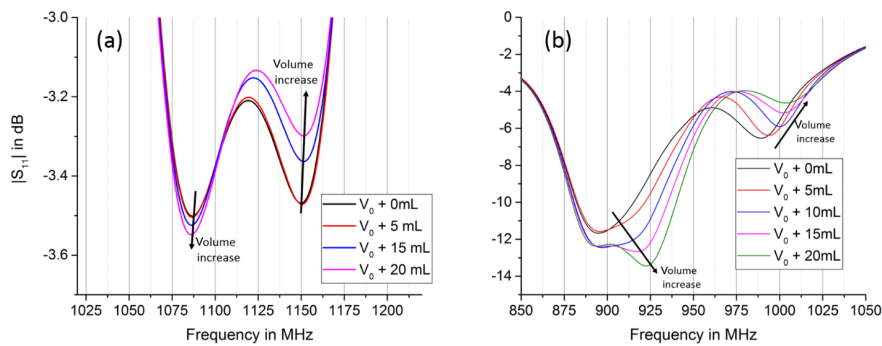 (a)
|S11| in dB
-3.0
-3.2
-3.4
-3.6
Volume
increase
Volume
increase
V0 + 0mL
V0 + 5 mL
V0 + 15 mL
V0 + 20 mL
1025 1050 1075 1100 1125 1150 1175 1200
Frequency in MHz
(b)
0
-2
-4
-6
-8
-10
-12
-14
Volume
increase
Volume
increase
V0 + 0mL
V0 + 5mL
V0 + 10mL
V0 + 15mL
V0 + 20mL
850 875 900 925 950 975 1000 1025 1050
Frequency in MHz